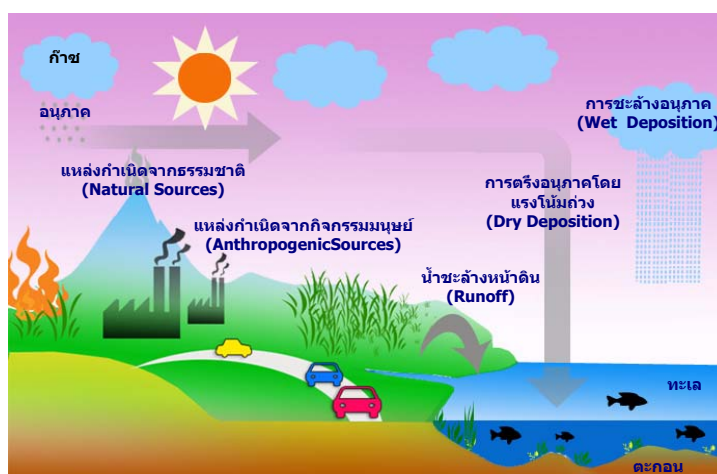 ก๊าซ
อนุภาค
แหล่งกำเนิดจากธรรมชาติ
(Natural Sources)
แหล่งกำเนิดจากกิจกรรมมนุษย์
(AnthropogenicSources)
การชะล้างอนุภาค
(Wet Deposition)
การตรึงอนุภาคโดย
แรงโน้มถ่วง
(Dry Deposition)
น้ำชะล้างหน้าดิน
(Runoff)
ทะเล
ตะกอน